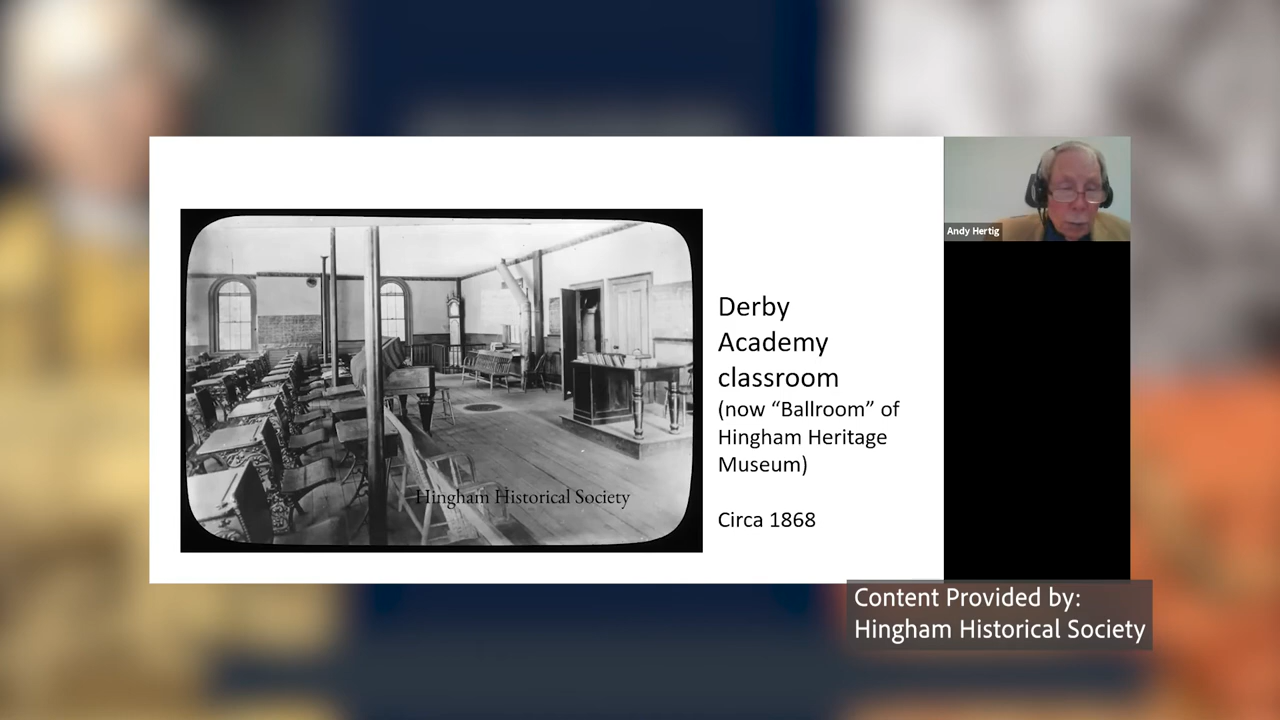 Andy Hertig
Hingham Historical Society
Derby
Academy
classroom
(now “Ballroom” of
Hingham Heritage
Museum)
Circa 1868
Content Provided by:
Hingham Historical Society